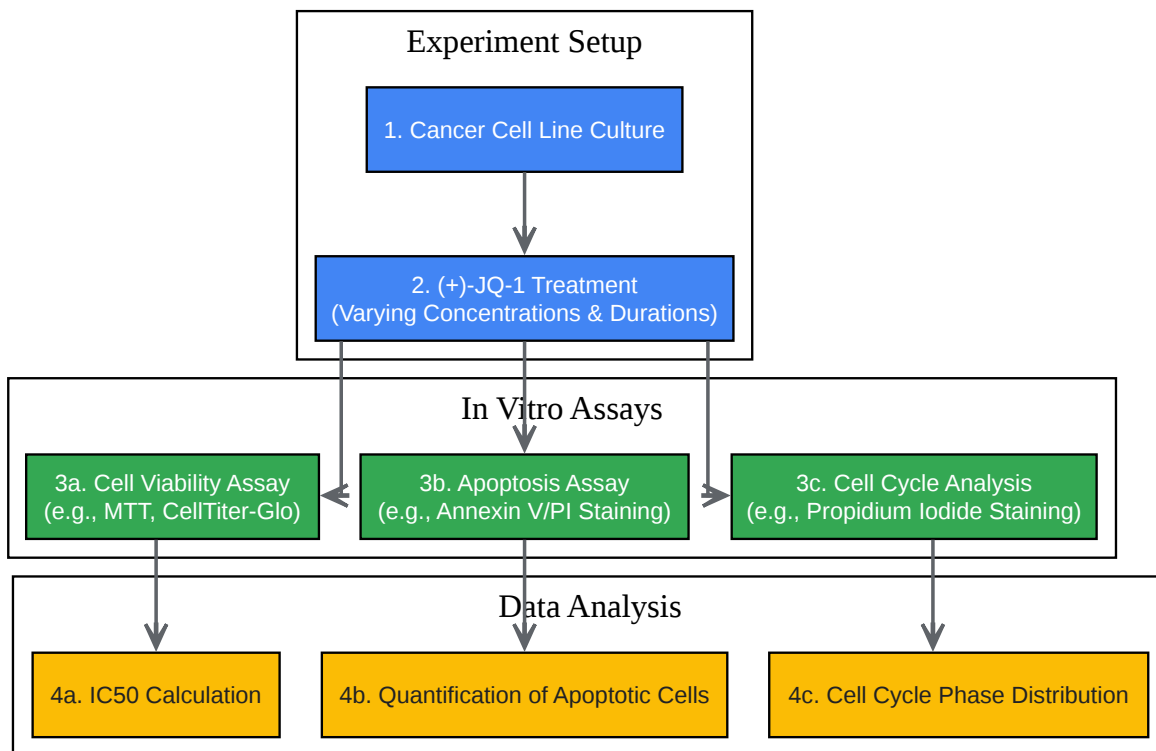 Experiment Setup
1. Cancer Cell Line Culture
2. (+)-JQ-1 Treatment
(Varying Concentrations & Durations)
In Vitro Assays
3a. Cell Viability Assay
(e.g., MTT, CellTiter-Glo)
3b. Apoptosis Assay
(e.g., Annexin V/PI Staining)
3c. Cell Cycle Analysis
(e.g., Propidium Iodide Staining)
Data Analysis
4a. IC50 Calculation
4b. Quantification of Apoptotic Cells
4c. Cell Cycle Phase Distribution